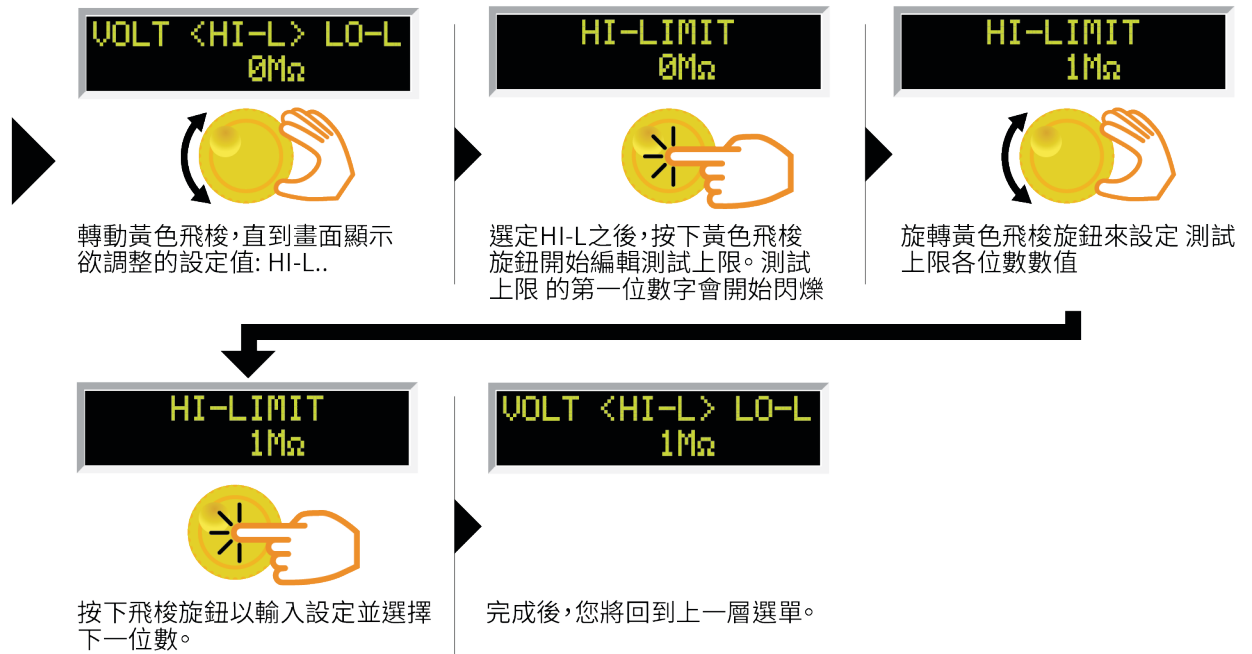 VOLT <HI-L> LO-L
0MΩ
轉動黃色飛梭,直到畫面顯示
欲調整的設定值: HI-L..
HI-LIMIT
0MΩ
選定HI-L之後,按下黃色飛梭
旋鈕開始編輯測試上限。測試
上限 的第一位數字會開始閃爍
HI-LIMIT
1MΩ
旋轉黃色飛梭旋鈕來設定 測試
上限各位數數值
HI-LIMIT
1MΩ
按下飛梭旋鈕以輸入設定並選擇
下一位數。
VOLT <HI-L> LO-L
1MΩ
完成後,您將回到上一層選單。